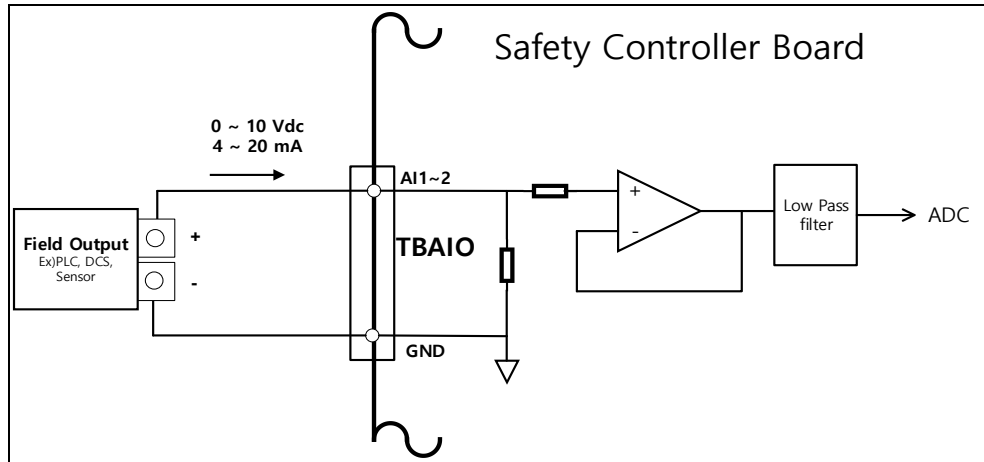 Safety Controller Board
0 ~ 10 Vdc
4 ~ 20 mA
AI1~2
TBAIO
GND
Field Output
Ex)PLC, DCS,
Sensor
+
-
+
-
Low Pass
filter
ADC